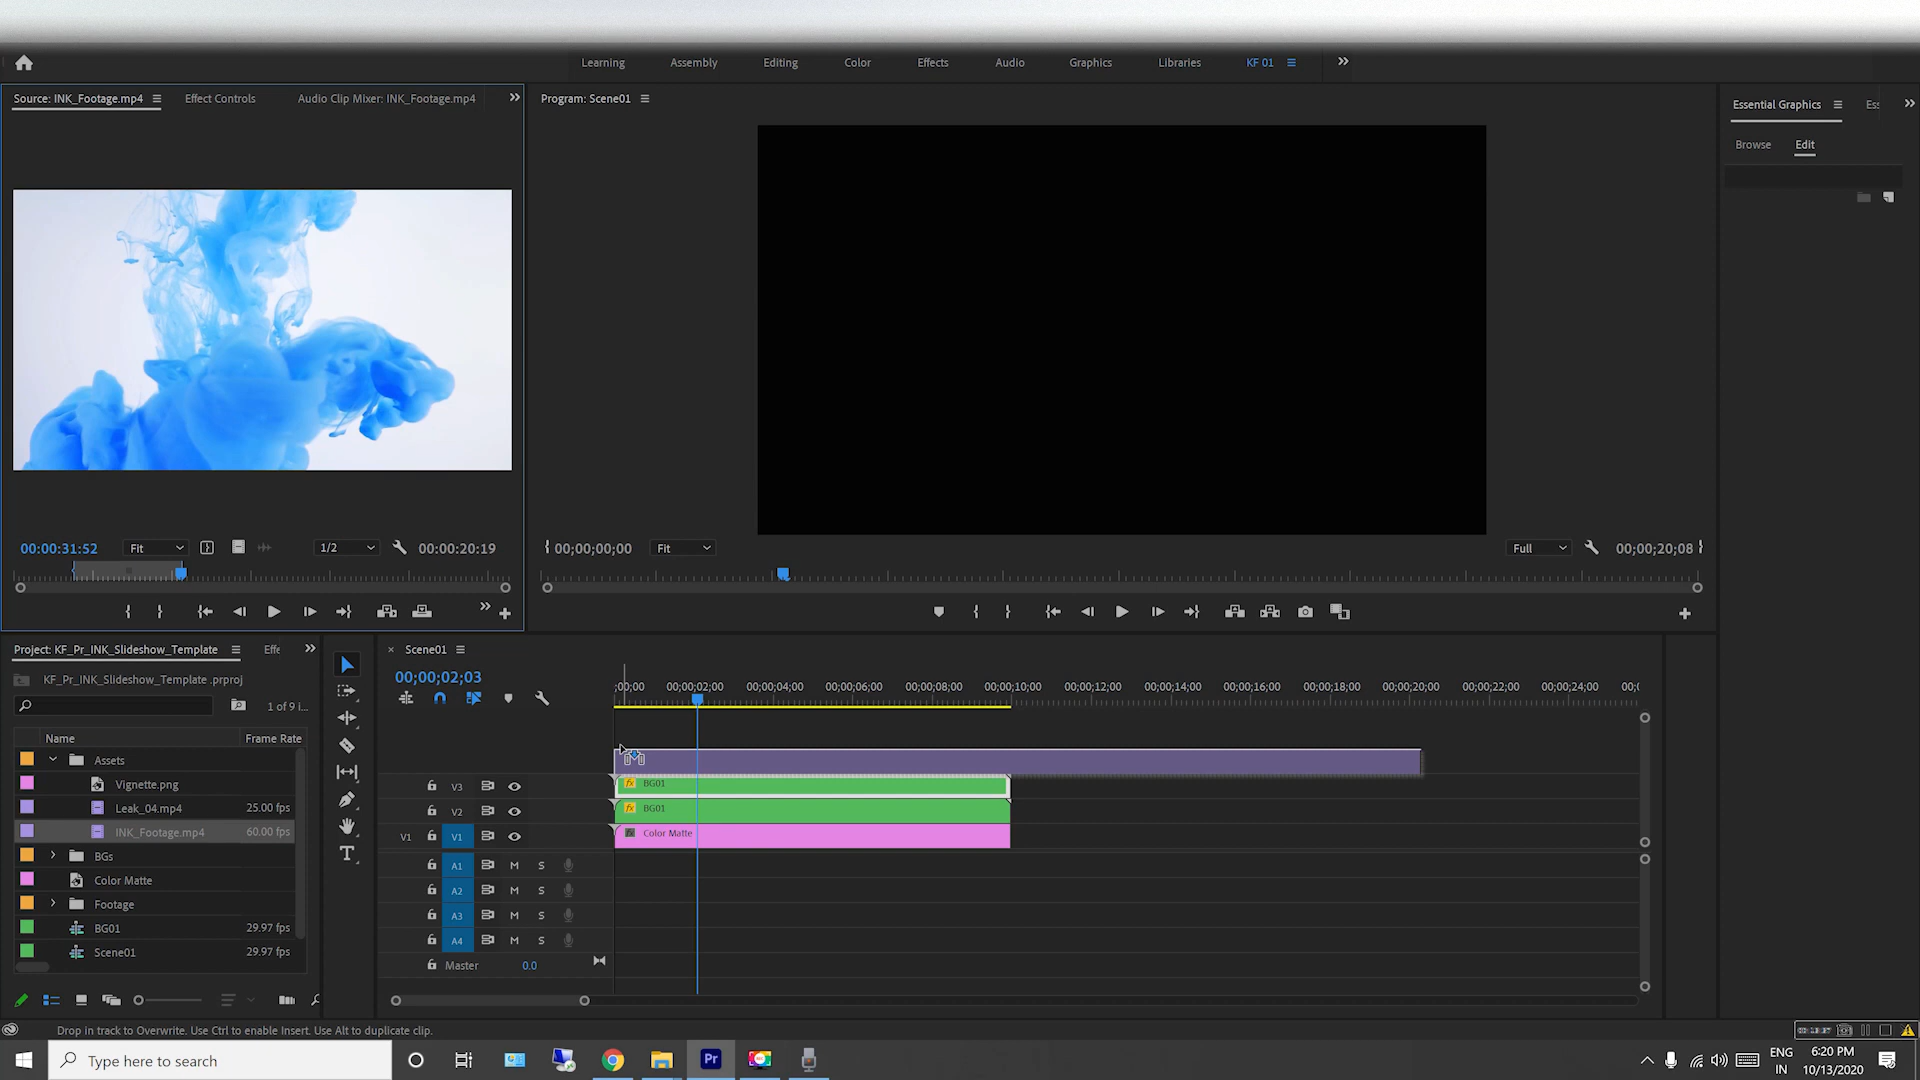 Learning Assembly Editing Color Effects Audio Graphics Libraries KF 01
Source: INK_Footage.mp4 Effect Controls Audio Clip Mixer: INK_Footage.mp4
Program: Scene01
Essential Graphics Es
Browse Edit
00:00:31:52 Fit 1/2 00:00:20:19
00;00;00;00 Fit Full 00;00;20;08
Project: KF_Pr_INK_Slideshow_Template Effe
KF_Pr_INK_Slideshow_Template .prproj
1 of 9 i...
Name Frame Rate
Assets
Vignette.png
Leak_04.mp4 25.00 fps
INK_Footage.mp4 60.00 fps
BGs
Color Matte
Footage
BG01 29.97 fps
Scene01 29.97 fps
Scene01
00;00;02;03
;00;00 00;00;02;00 00;00;04;00 00;00;06;00 00;00;08;00 00;00;10;00 00;00;12;00 00;00;14;00 00;00;16;00 00;00;18;00 00;00;20;00 00;00;22;00 00;00;24;00 00;0
V3 fx BG01
V2 fx BG01
V1 V1 Color Matte
A1 M S
A2 M S
A3 M S
A4 M S
Master 0.0
Drop in track to Overwrite. Use Ctrl to enable Insert. Use Alt to duplicate clip.
Type here to search
Pr
ENG
IN
6:20 PM
10/13/2020